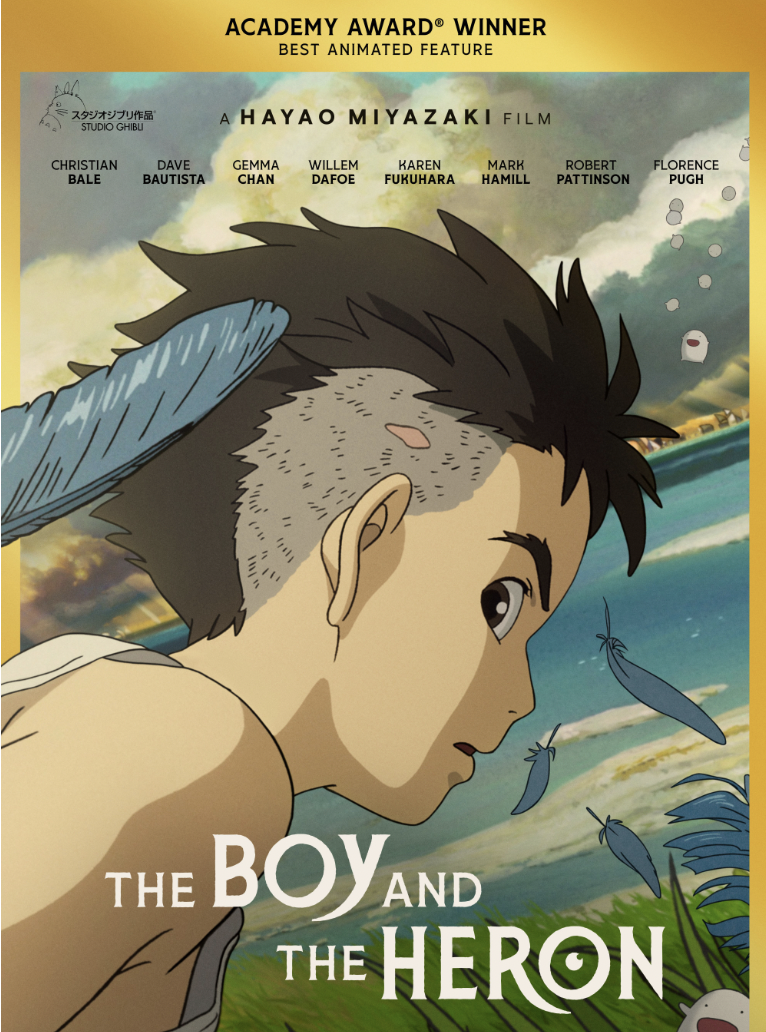 ACADEMY AWARD® WINNER
BEST ANIMATED FEATURE
スタジオジブリ作品
STUDIO GHIBLI
A HAYAO MIYAZAKI FILM
CHRISTIAN BALE
DAVE BAUTISTA
GEMMA CHAN
WILLEM DAFOE
KAREN FUKUHARA
MARK HAMILL
ROBERT PATTINSON
FLORENCE PUGH
THE BOY AND
THE HERON